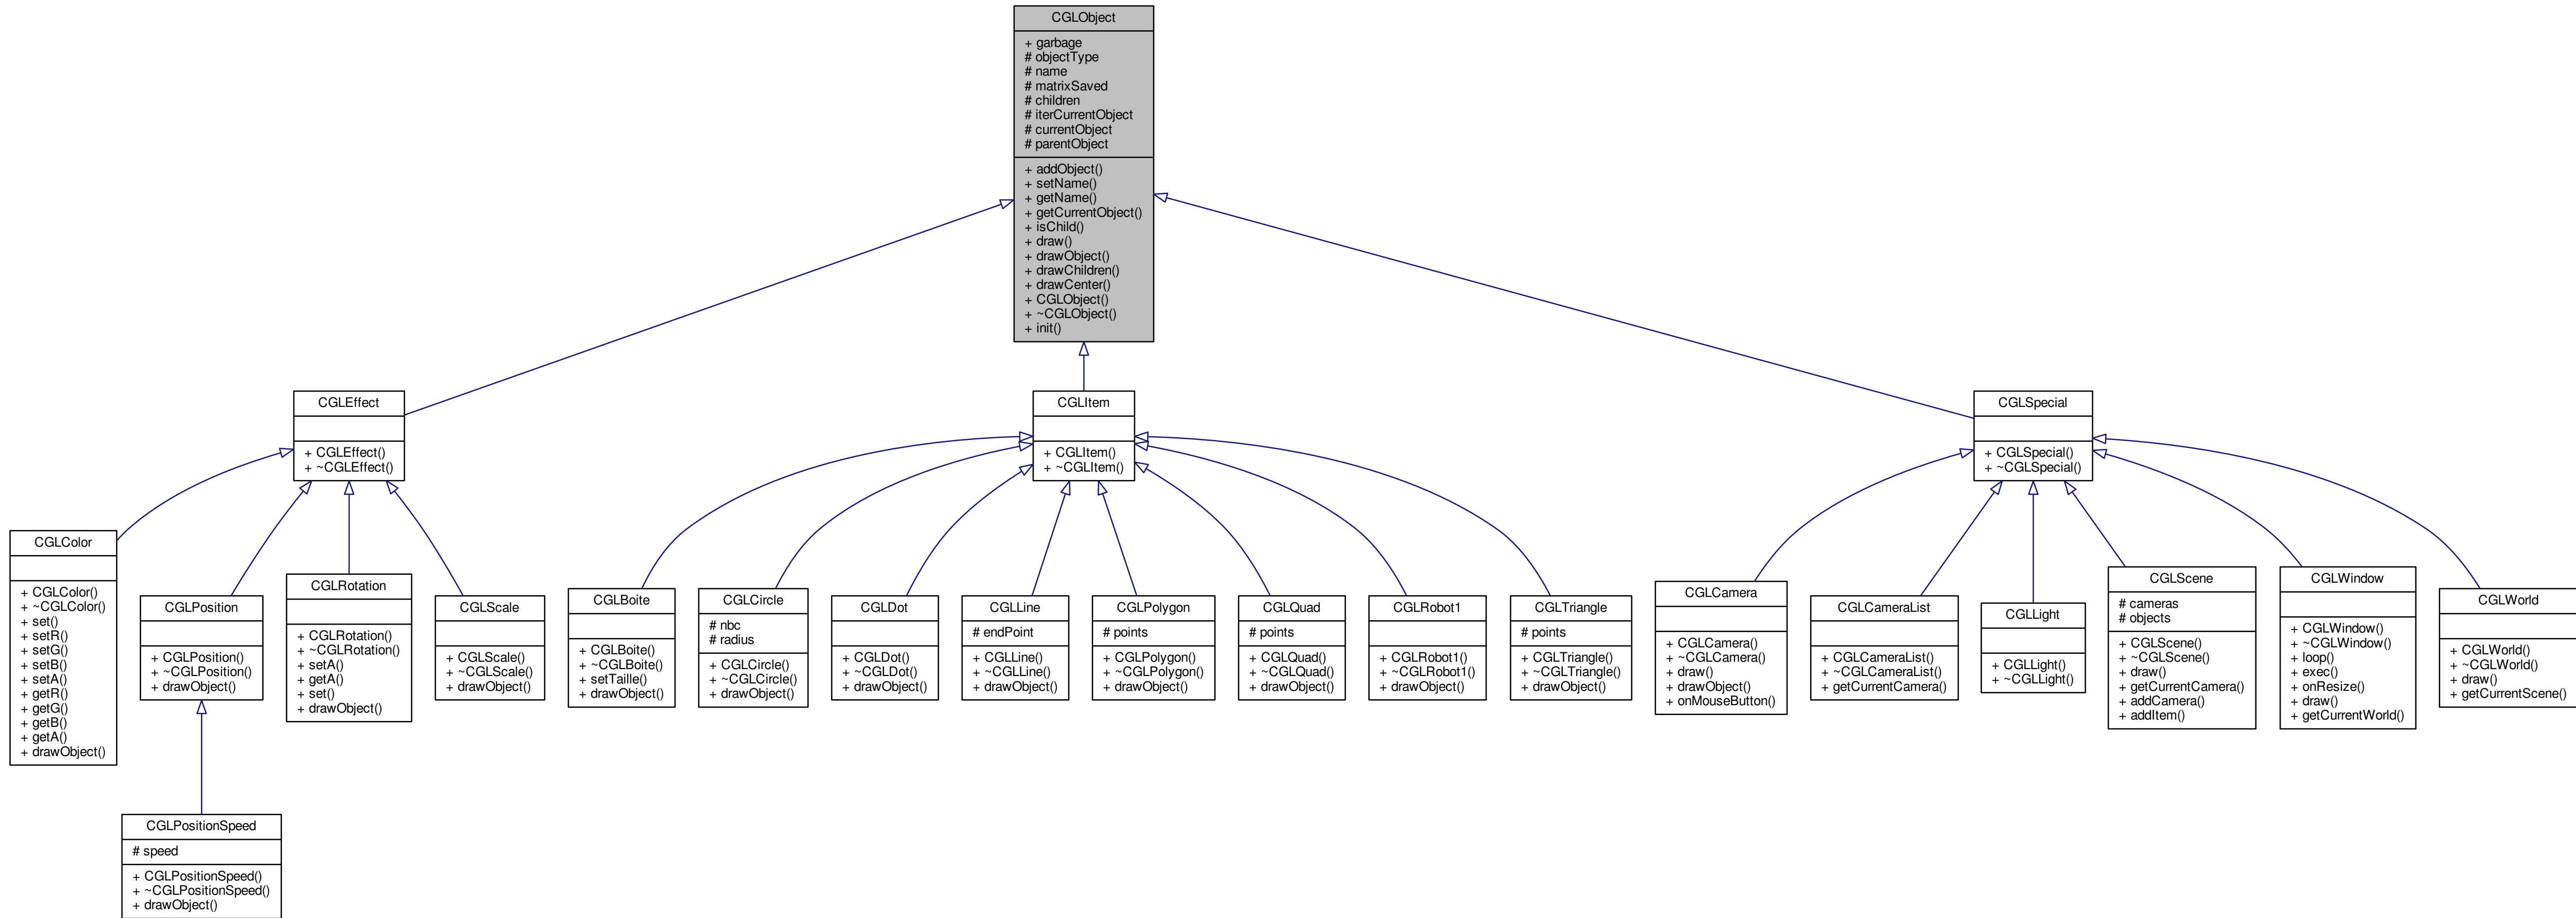 CGLObject
+ garbage
# objectType
# name
# matrixSaved
# children
# iterCurrentObject
# currentObject
# parentObject
+ addObject()
+ setName()
+ getName()
+ getCurrentObject()
+ isChild()
+ draw()
+ drawObject()
+ drawChildren()
+ drawCenter()
+ CGLObject()
+ ~CGLObject()
+ init()
CGLEffect
+ CGLEffect()
+ ~CGLEffect()
CGLItem
+ CGLItem()
+ ~CGLItem()
CGLSpecial
+ CGLSpecial()
+ ~CGLSpecial()
CGLColor
+ CGLColor()
+ ~CGLColor()
+ set()
+ setR()
+ setG()
+ setB()
+ setA()
+ getR()
+ getG()
+ getB()
+ getA()
+ drawObject()
CGLPosition
+ CGLPosition()
+ ~CGLPosition()
+ drawObject()
CGLRotation
+ CGLRotation()
+ ~CGLRotation()
+ setA()
+ getA()
+ set()
+ drawObject()
CGLScale
+ CGLScale()
+ ~CGLScale()
+ drawObject()
CGLBoite
+ CGLBoite()
+ ~CGLBoite()
+ setTaille()
+ drawObject()
CGLCircle
# nbc
# radius
+ CGLCircle()
+ ~CGLCircle()
+ drawObject()
CGLDot
+ CGLDot()
+ ~CGLDot()
+ drawObject()
CGLLine
# endPoint
+ CGLLine()
+ ~CGLLine()
+ drawObject()
CGLPolygon
# points
+ CGLPolygon()
+ ~CGLPolygon()
+ drawObject()
CGLQuad
# points
+ CGLQuad()
+ ~CGLQuad()
+ drawObject()
CGLRobot1
+ CGLRobot1()
+ ~CGLRobot1()
+ drawObject()
CGLTriangle
# points
+ CGLTriangle()
+ ~CGLTriangle()
+ drawObject()
CGLCamera
+ CGLCamera()
+ ~CGLCamera()
+ draw()
+ drawObject()
+ onMouseButton()
CGLCameraList
+ CGLCameraList()
+ ~CGLCameraList()
+ getCurrentCamera()
CGLLight
+ CGLLight()
+ ~CGLLight()
CGLScene
# cameras
# objects
+ CGLScene()
+ ~CGLScene()
+ draw()
+ getCurrentCamera()
+ addCamera()
+ addItem()
CGLWindow
+ CGLWindow()
+ ~CGLWindow()
+ loop()
+ exec()
+ onResize()
+ draw()
+ getCurrentWorld()
CGLWorld
+ CGLWorld()
+ ~CGLWorld()
+ draw()
+ getCurrentScene()
CGLPositionSpeed
# speed
+ CGLPositionSpeed()
+ ~CGLPositionSpeed()
+ drawObject()